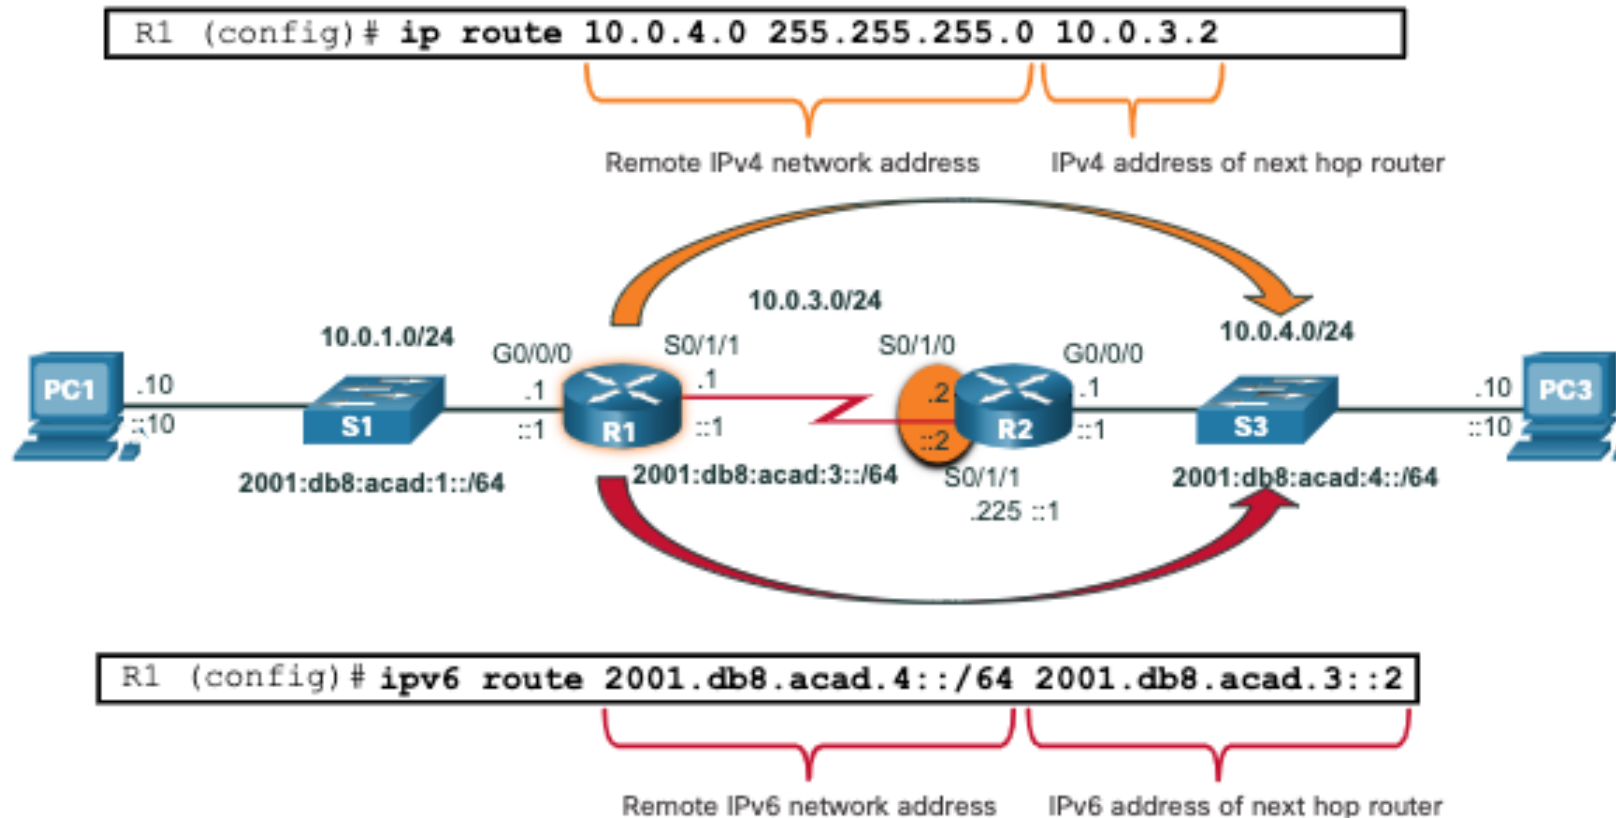 R1 (config)# ip route 10.0.4.0 255.255.255.0 10.0.3.2
Remote IPv4 network address
IPv4 address of next hop router
10.0.3.0/24
10.0.1.0/24
10.0.4.0/24
G0/0/0
S0/1/1
S0/1/0
G0/0/0
PC1
.10
.1
.1
.2
.1
.10
PC3
::10
S1
::1
R1
::1
::2
R2
::1
S3
::10
2001:db8:acad:1::/64
2001:db8:acad:3::/64
S0/1/1
2001:db8:acad:4::/64
.225 ::1
R1 (config)# ipv6 route 2001.db8.acad.4::/64 2001.db8.acad.3::2
Remote IPv6 network address
IPv6 address of next hop router